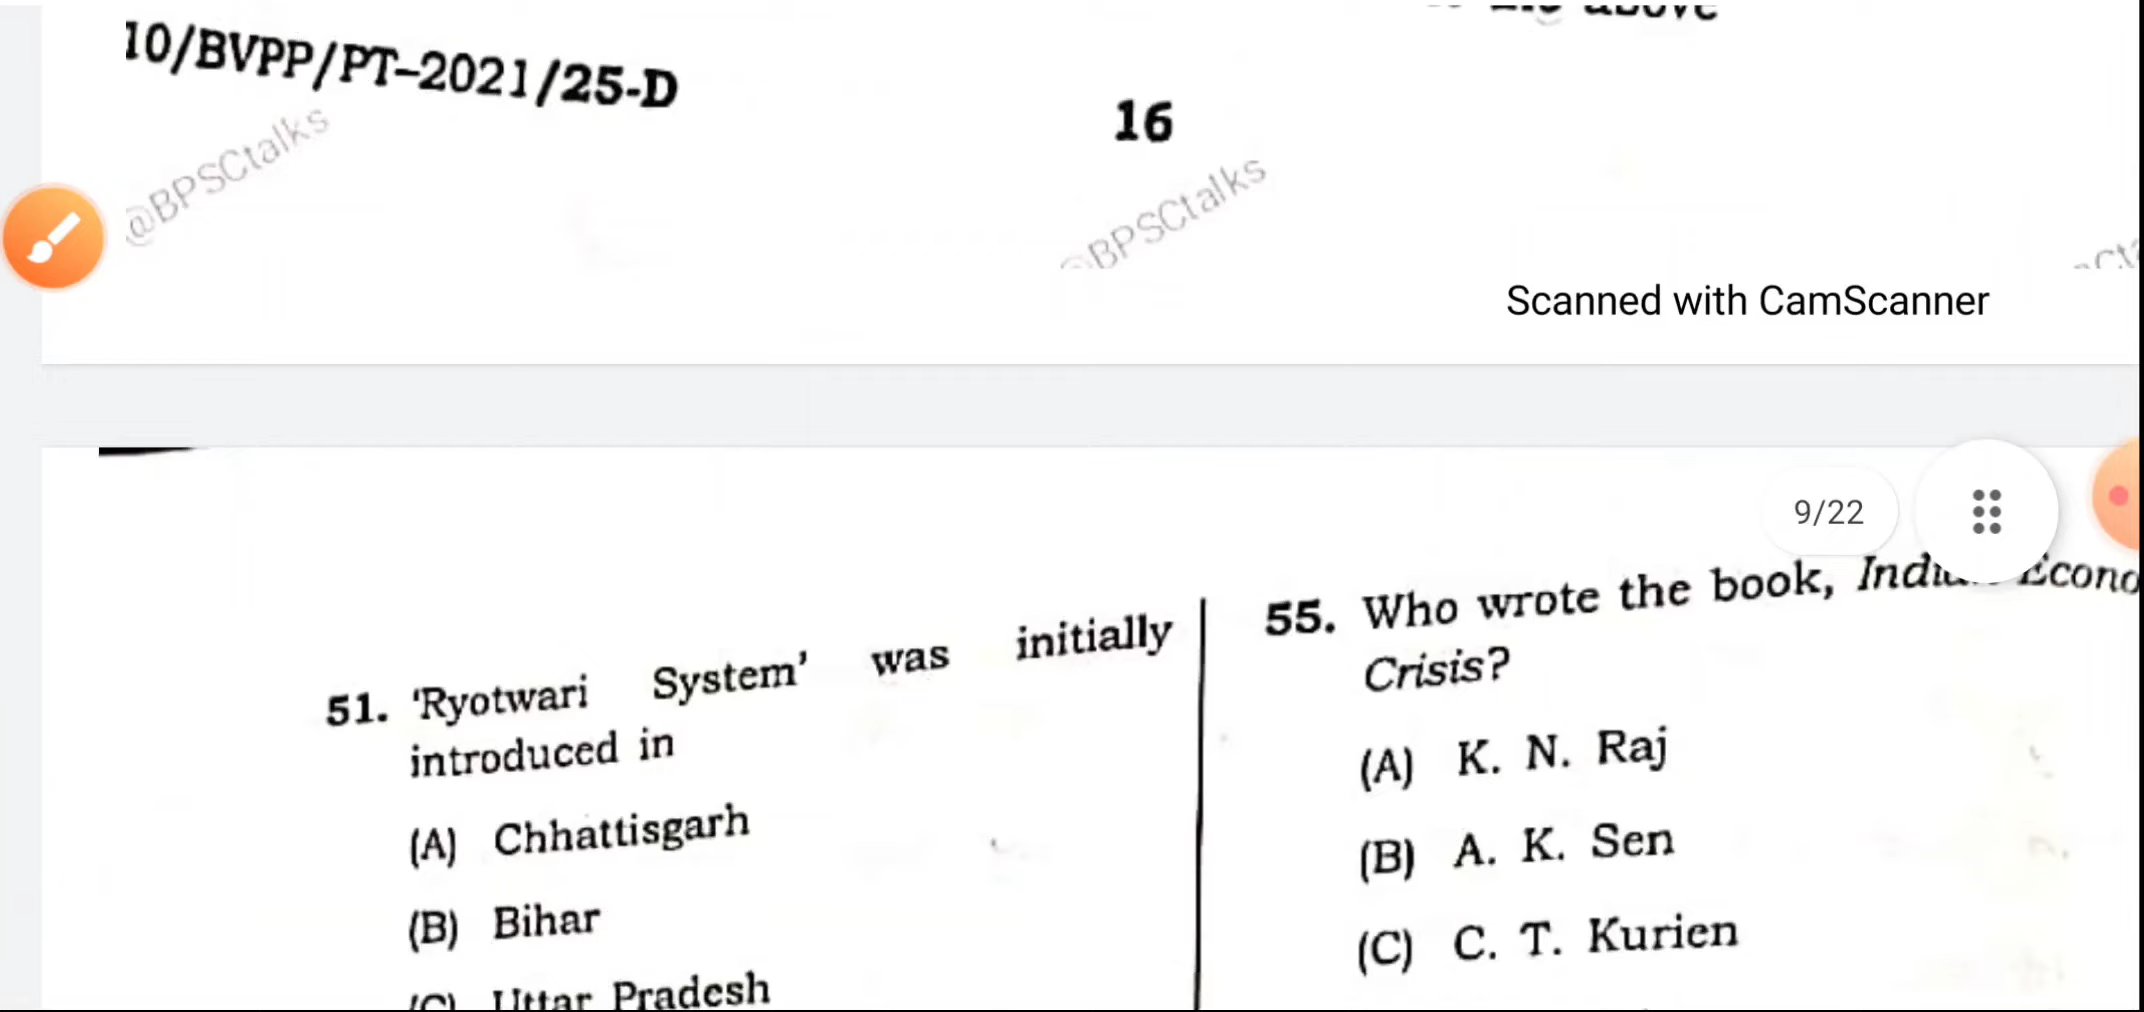 above
10/BVPP/PT-2021/25-D
16
@BPSCtalks
@BPSCtalks
Scanned with CamScanner
9/22
51. 'Ryotwari System' was initially
introduced in
(A) Chhattisgarh
(B) Bihar
(C) Uttar Pradesh
55. Who wrote the book,
Crisis?
(A) K. N. Raj
(B) A. K. Sen
(C) C. T. Kurien